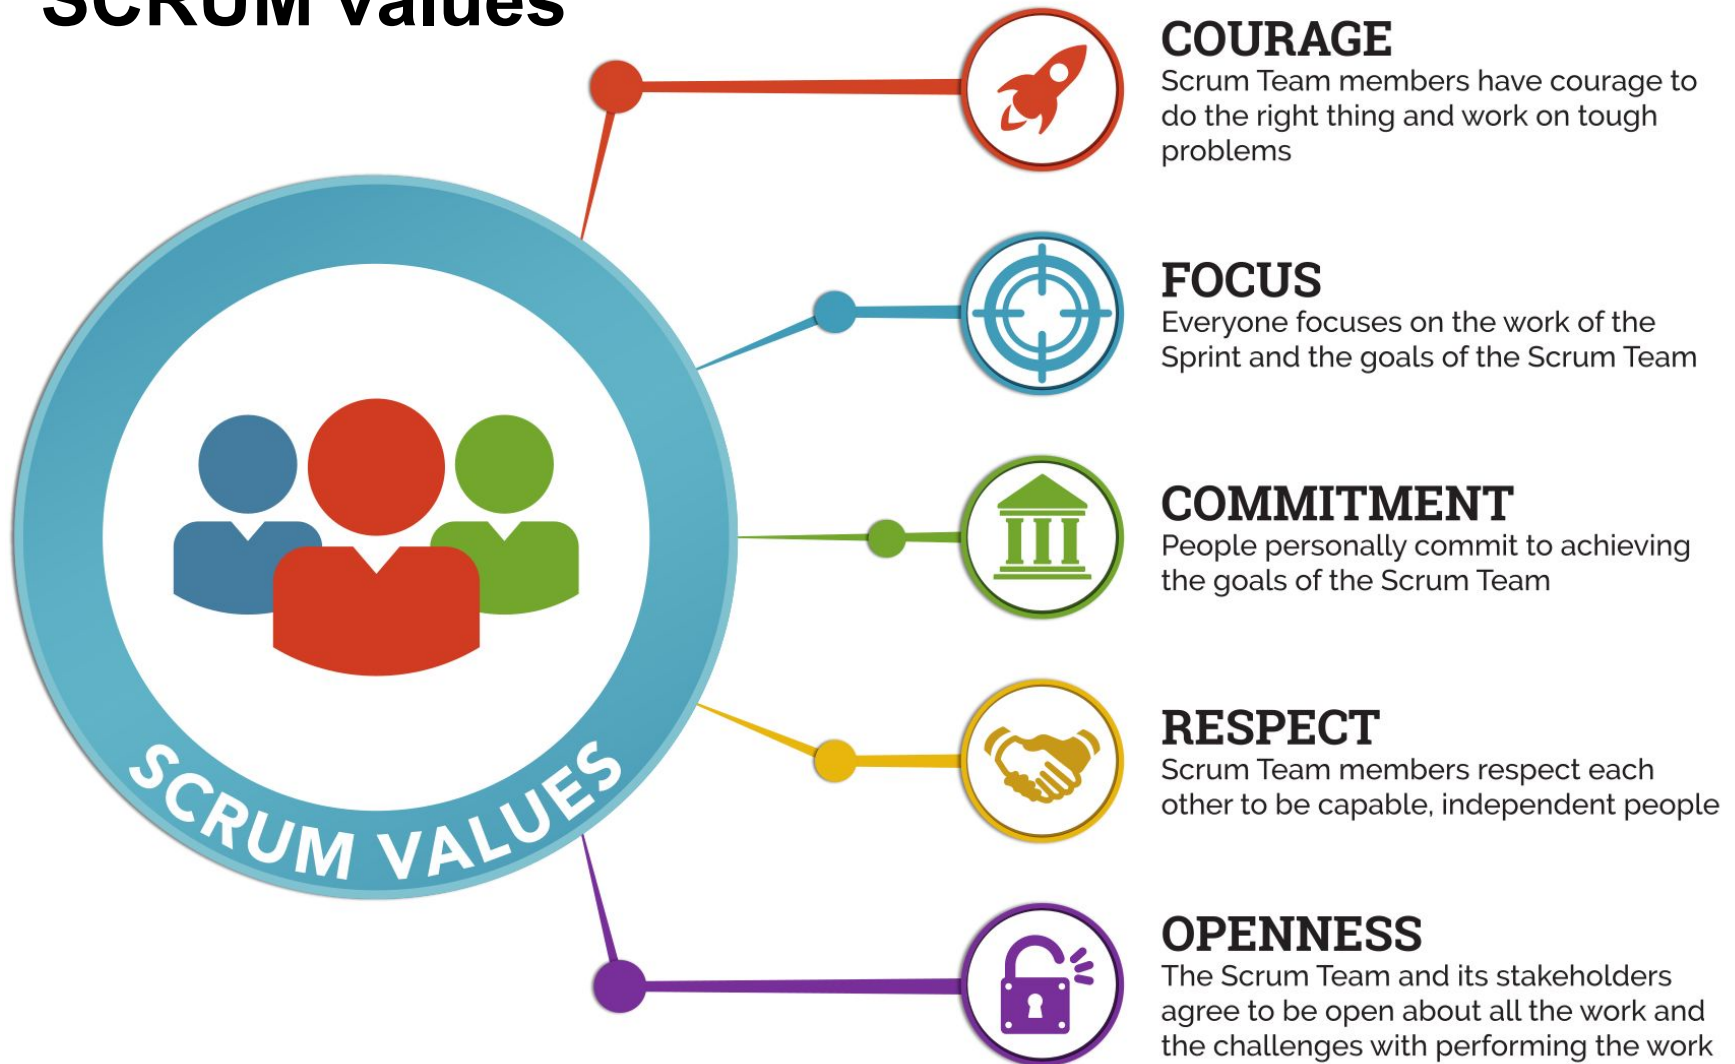 SCRUM values
COURAGE
Scrum Team members have courage to
do the right thing and work on tough
problems
FOCUS
Everyone focuses on the work of the
Sprint and the goals of the Scrum Team
COMMITMENT
People personally commit to achieving
the goals of the Scrum Team
RESPECT
Scrum Team members respect each
other to be capable, independent people
OPENNESS
The Scrum Team and its stakeholders
agree to be open about all the work and
the challenges with performing the work
SCRUM VALUES